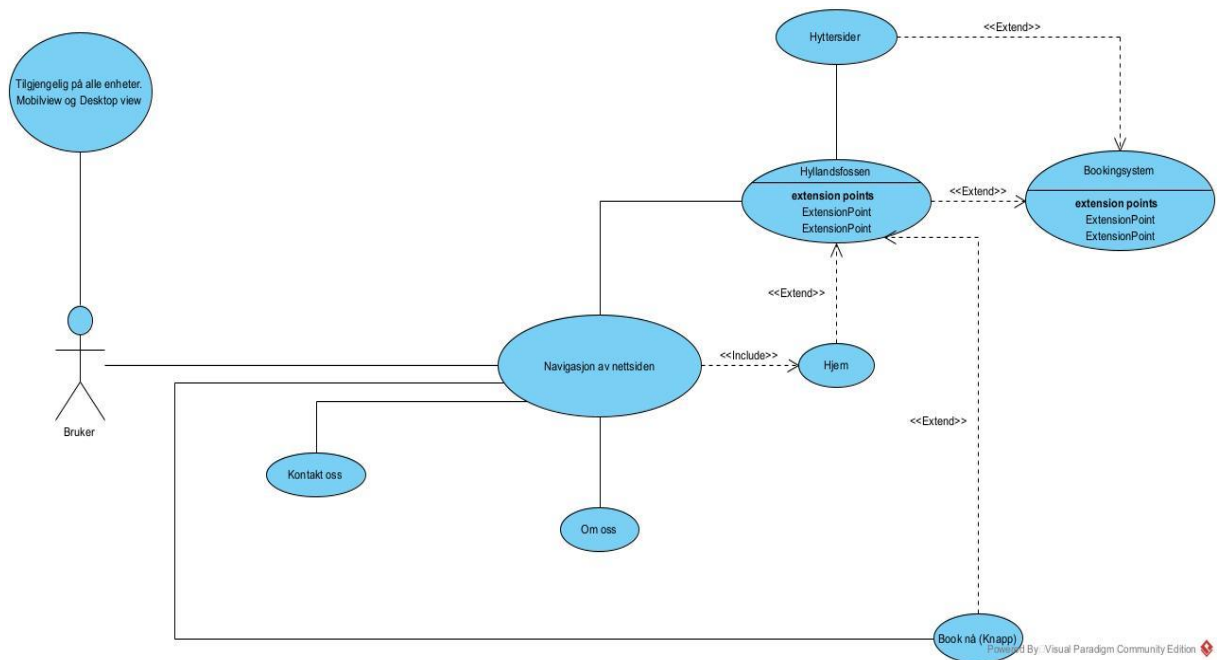 Hyttersider
<<Extend>>
Tilgjengelig på alle enheter.
Mobilview og Desktop view
Hyllandsfossen
extension points
ExtensionPoint
ExtensionPoint
<<Extend>>
Bookingsystem
extension points
ExtensionPoint
ExtensionPoint
<<Extend>>
Navigasjon av nettsiden
<<Include>>
Hjem
Bruker
<<Extend>>
Kontakt oss
Om oss
Book nå (Knapp)
Powered By Visual Paradigm Community Edition